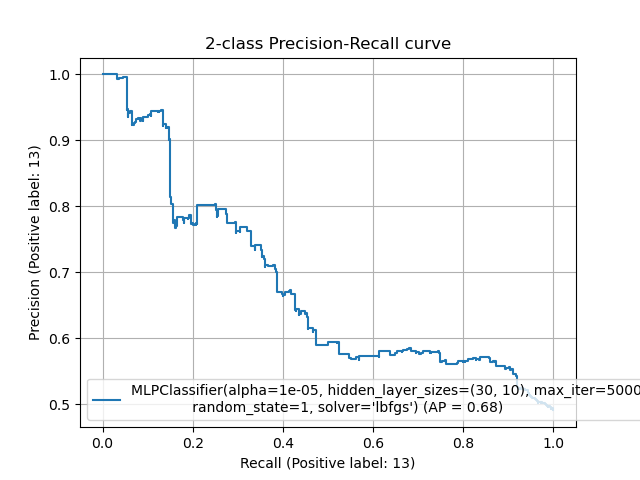 2-class Precision-Recall curve
Precision (Positive label: 13)
1.0
0.9
0.8
0.7
0.6
0.5
MLPClassifier(alpha=1e-05, hidden_layer_sizes=(30, 10), max_iter=5000
random_state=1, solver='lbfgs') (AP = 0.68)
0.0 0.2 0.4 0.6 0.8 1.0
Recall (Positive label: 13)